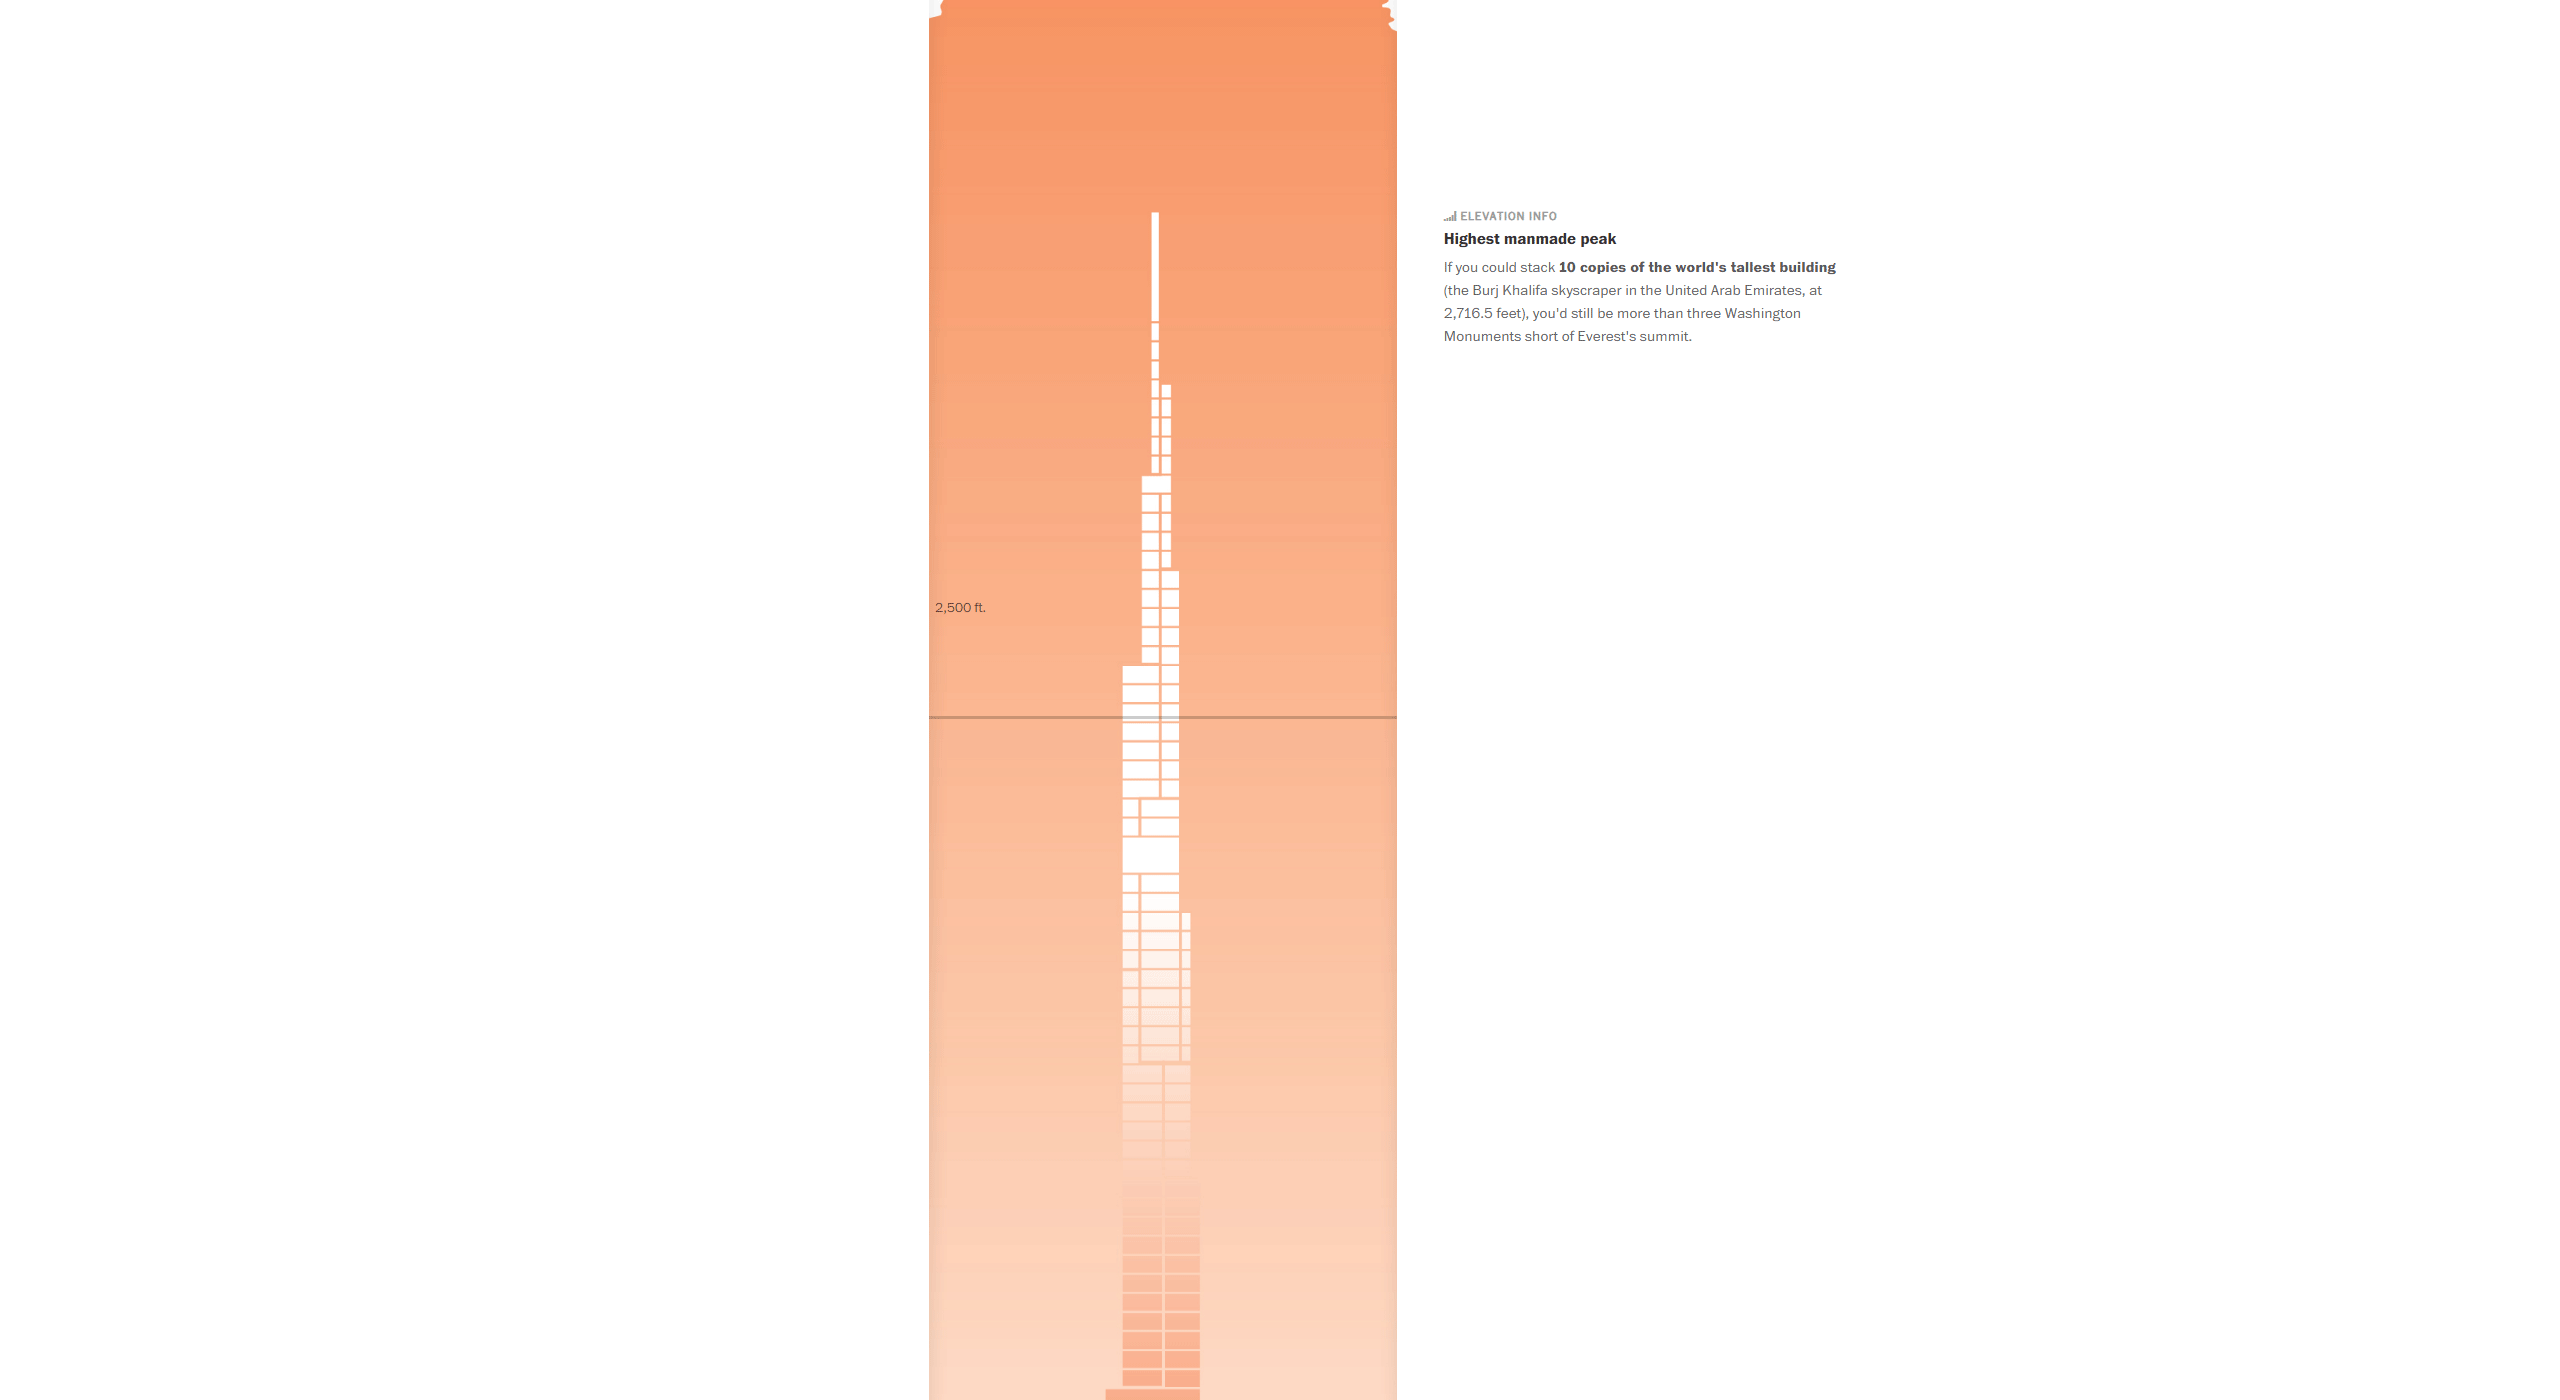 ELEVATION INFO
Highest manmade peak
If you could stack 10 copies of the world's tallest building
(the Burj Khalifa skyscraper in the United Arab Emirates, at
2,716.5 feet), you'd still be more than three Washington
Monuments short of Everest's summit.
2,500 ft.